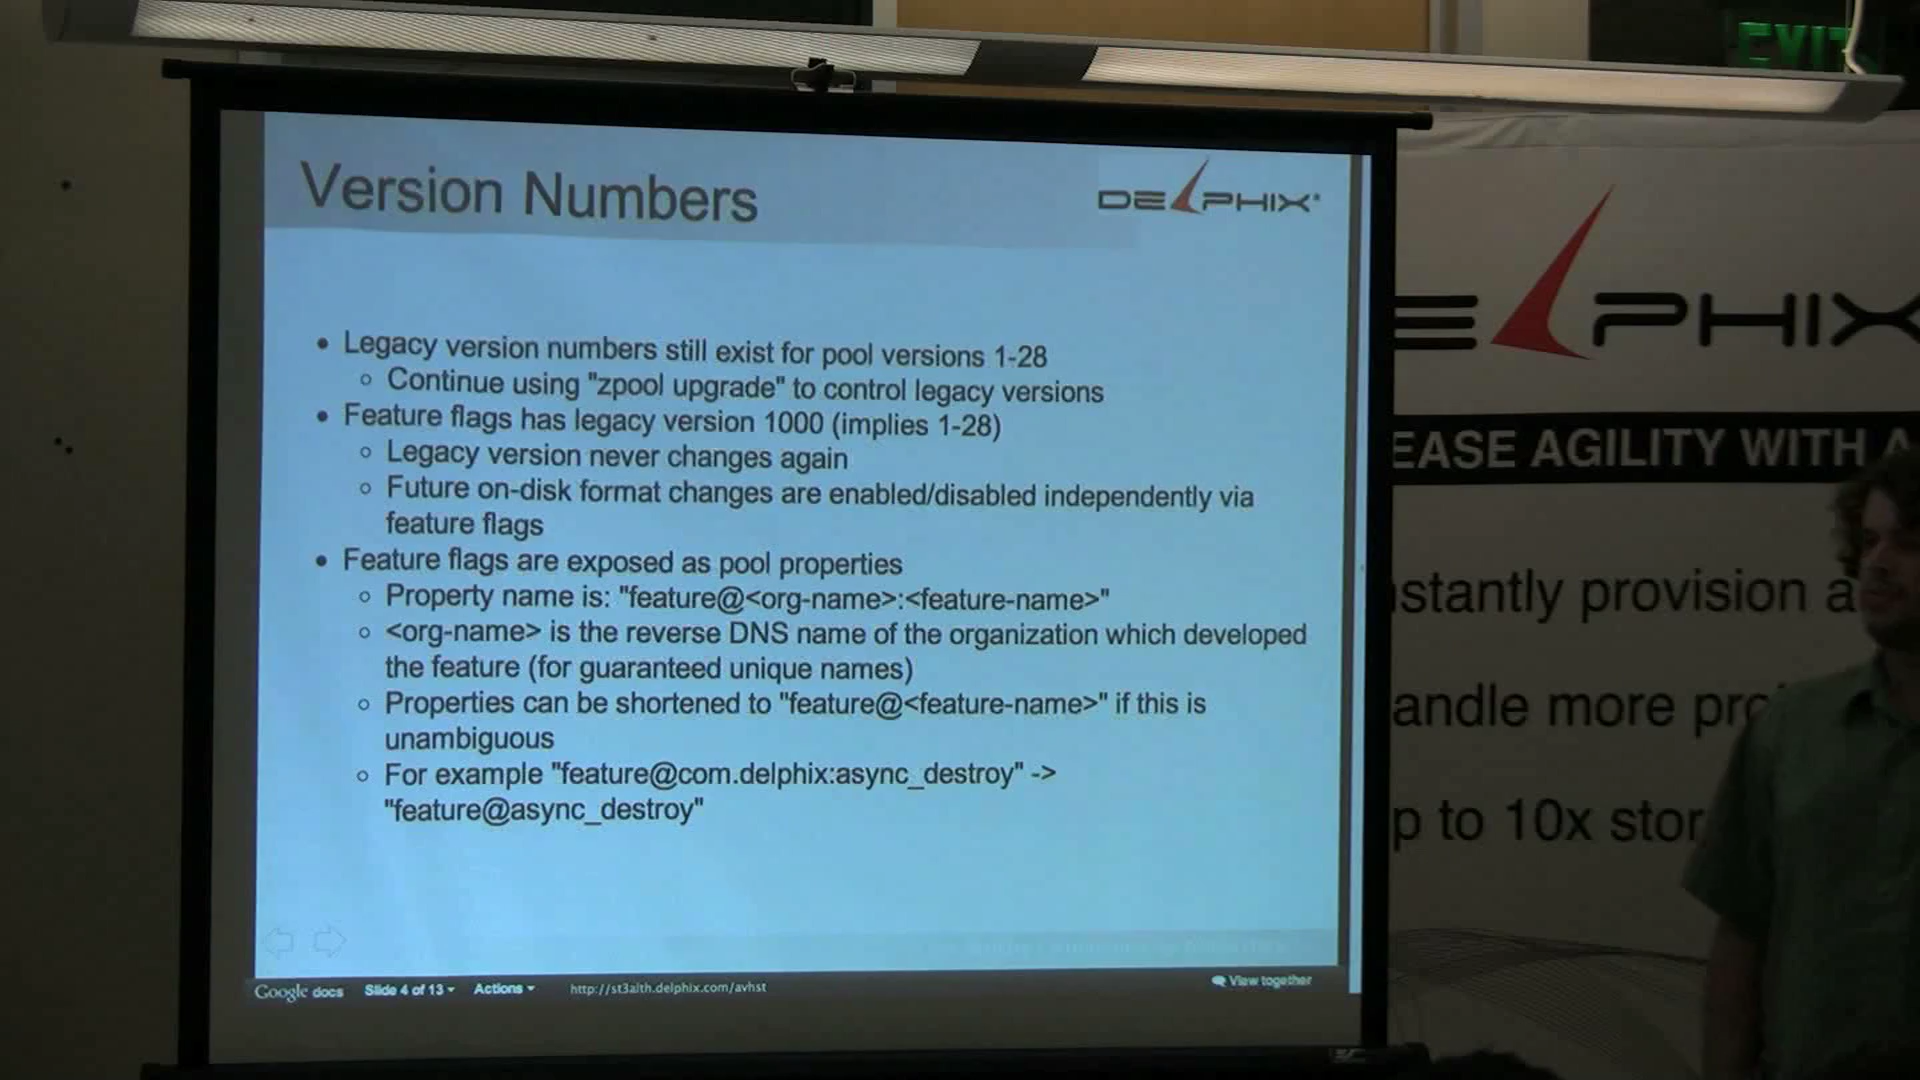 EXIT
Version Numbers
DELPHIX
• Legacy version numbers still exist for pool versions 1-28
○ Continue using "zpool upgrade" to control legacy versions
• Feature flags has legacy version 1000 (implies 1-28)
○ Legacy version never changes again
○ Future on-disk format changes are enabled/disabled independently via
feature flags
• Feature flags are exposed as pool properties
○ Property name is: "feature@<org-name>:<feature-name>"
○ <org-name> is the reverse DNS name of the organization which developed
the feature (for guaranteed unique names)
○ Properties can be shortened to "feature@<feature-name>" if this is
unambiguous
○ For example "feature@com.delphix:async_destroy" ->
"feature@async_destroy"
Google docs Slide 4 of 13 Actions http://st3alth.delphix.com/avhst View together
ELPHIX
EASE AGILITY WITH A
nstantly provision a
andle more pro
p to 10x stor